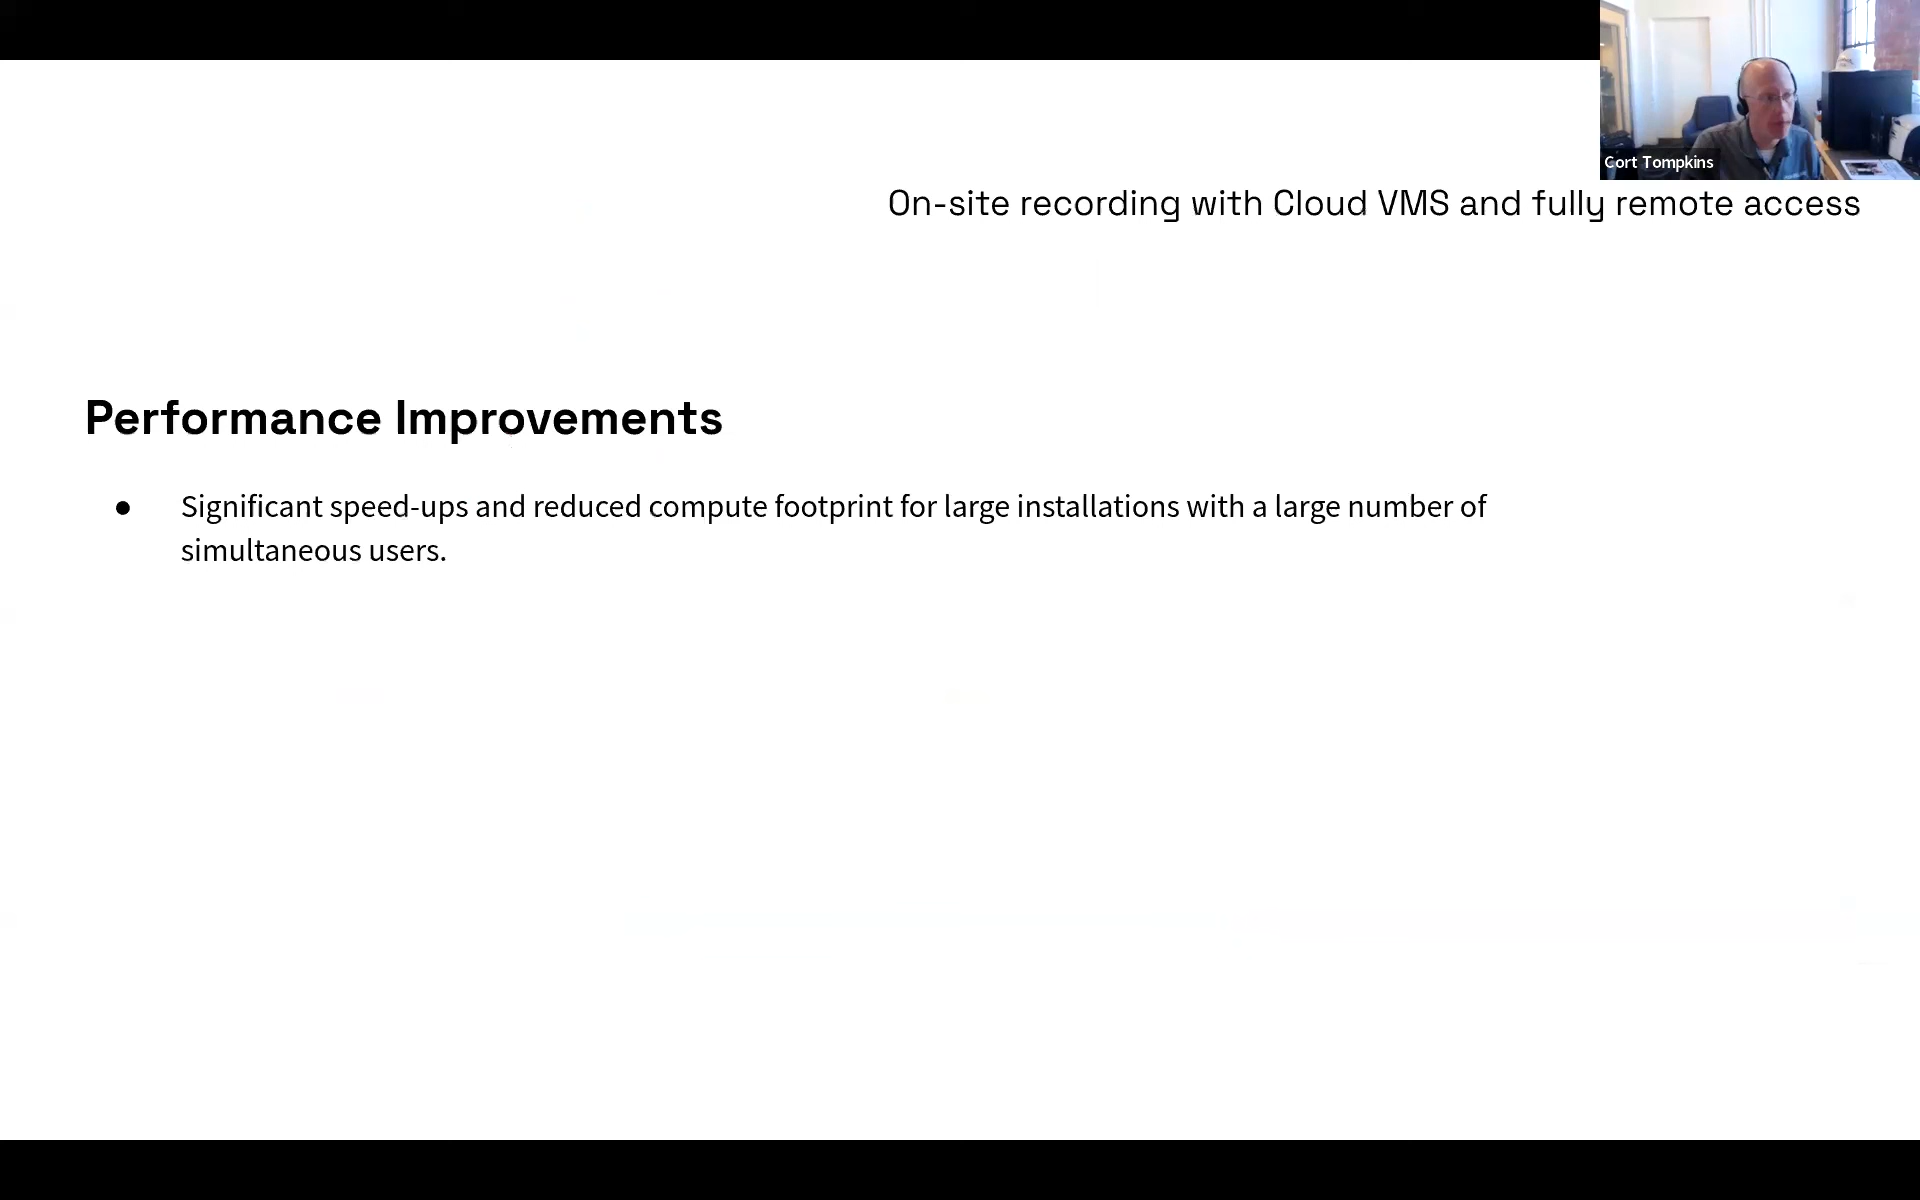 Cort Tompkins
On-site recording with Cloud VMS and fully remote access
Performance Improvements
● Significant speed-ups and reduced compute footprint for large installations with a large number of
simultaneous users.